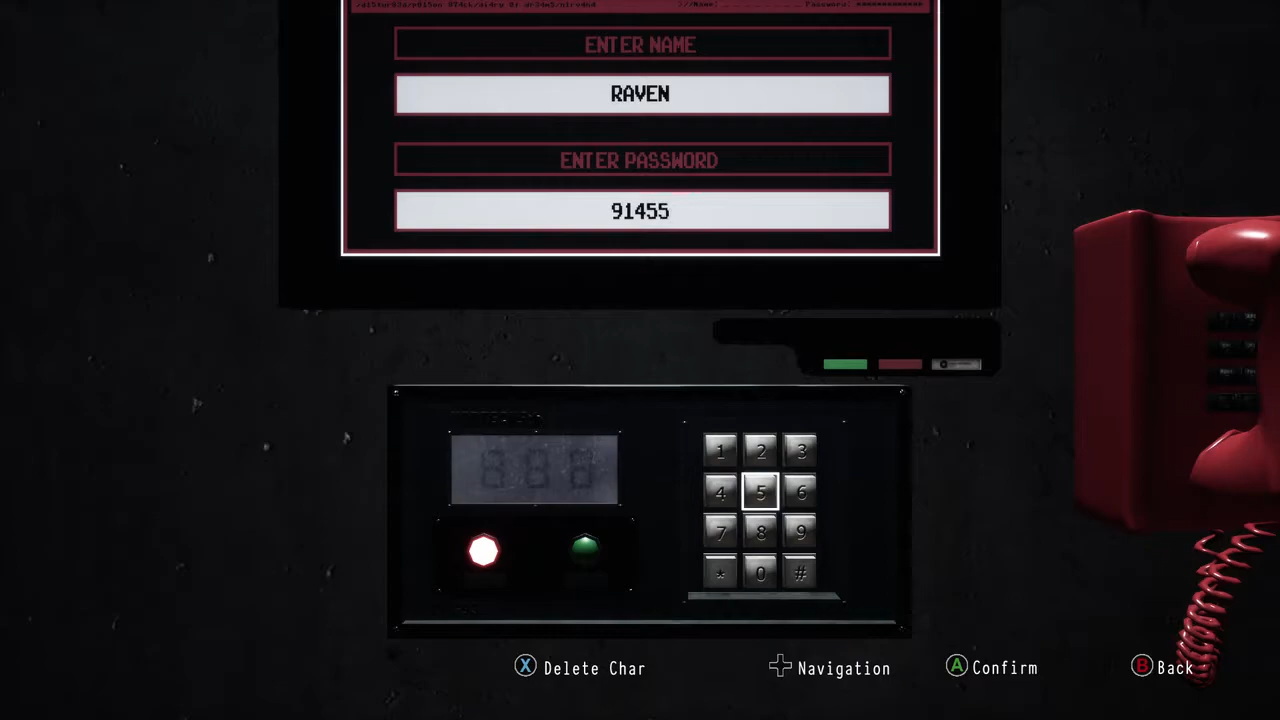 ENTER NAME
RAVEN
ENTER PASSWORD
91455
1 2 3
4 5 6
7 8 9
* 0 #
X Delete Char
Navigation
A Confirm
B Back